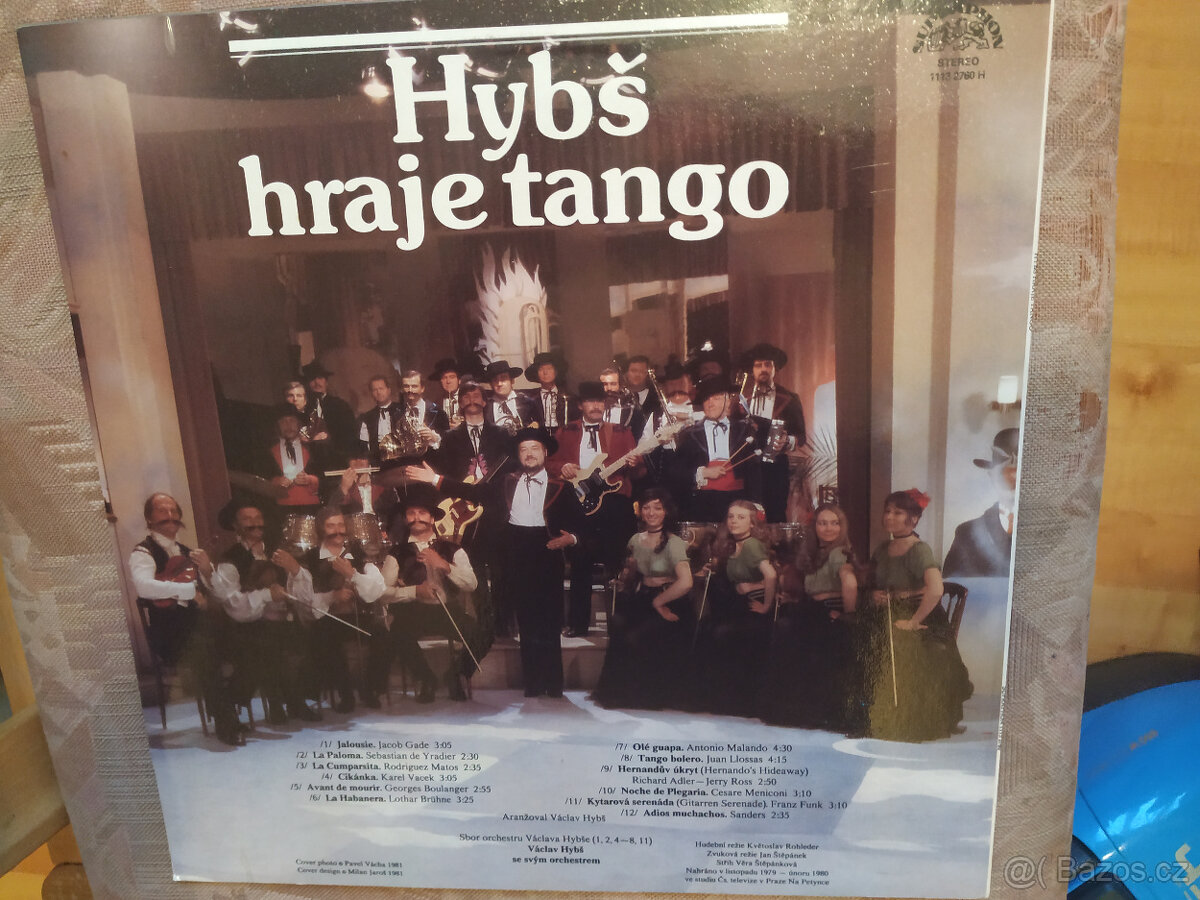 SUPRAPHON
STEREO
1113 2760 H
Hybš
hraje tango
/1/ Jalousie. Jacob Gade 3:05
/2/ La Paloma. Sebastian de Yradier 2:30
/3/ La Cumparsita. Rodriguez Matos 2:35
/4/ Cikánka. Karel Vacek 3:05
/5/ Avant de mourir. Georges Boulanger 2:55
/6/ La Habanera. Lothar Brühne 3:25
/7/ Olé guapa. Antonio Malando 4:30
/8/ Tango bolero. Juan Llossas 4:15
/9/ Hernandův úkryt (Hernando's Hideaway)
Richard Adler – Jerry Ross 2:50
/10/ Noche de Plegaria. Cesare Meniconi 3:10
/11/ Kytarová serenáda (Gitarren Serenade). Franz Funk 3:10
/12/ Adios muchachos. Sanders 2:35
Aranžoval Václav Hybš
Sbor orchestru Václava Hybše (1, 2, 4—8, 11)
Václav Hybš
se svým orchestrem
Cover photo © Pavel Vácha 1981
Cover design © Milan Jaroš 1981
Hudební režie Květoslav Rohleder
Zvuková režie Jan Štěpánek
Střih Věra Štěpánková
Nahráno v listopadu 1979 — únoru 1980
ve studiu Čs. televize v Praze Na Petynce
@( Bazos.cz